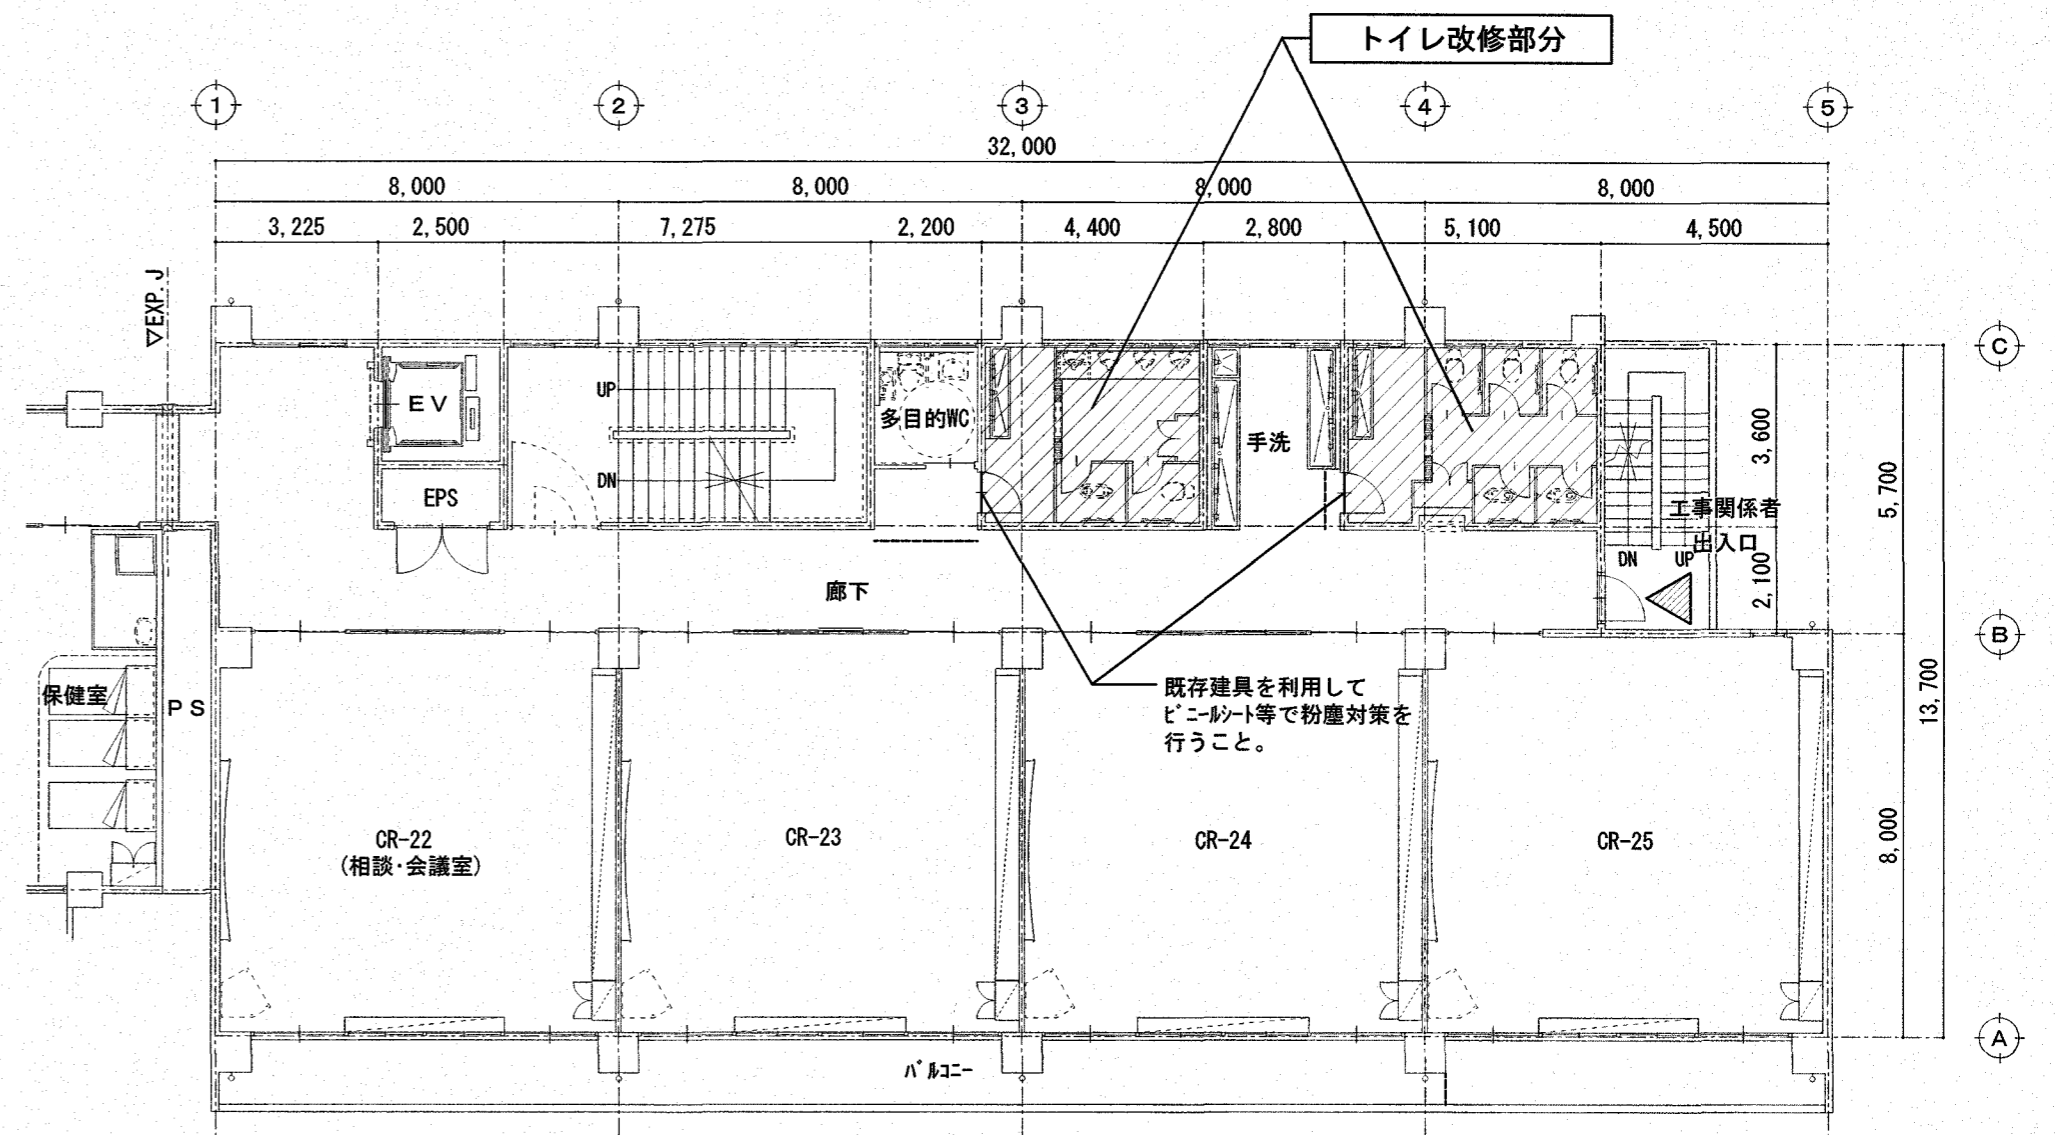 トイレ改修部分
1
2
3
4
5
32,000
8,000
8,000
8,000
8,000
3,225
2,500
7,275
2,200
4,400
2,800
5,100
4,500
▽EXP.J
C
EV
UP
多目的WC
手洗
3,600
DN
EPS
5,700
工事関係者
出入口
DN
UP
2,100
廊下
B
保健室
PS
既存建具を利用して
ﾋﾞﾆｰﾙｼｰﾄ等で粉塵対策を
行うこと。
13,700
CR-22
(相談・会議室)
CR-23
CR-24
CR-25
8,000
A
ﾊﾞﾙｺﾆｰ